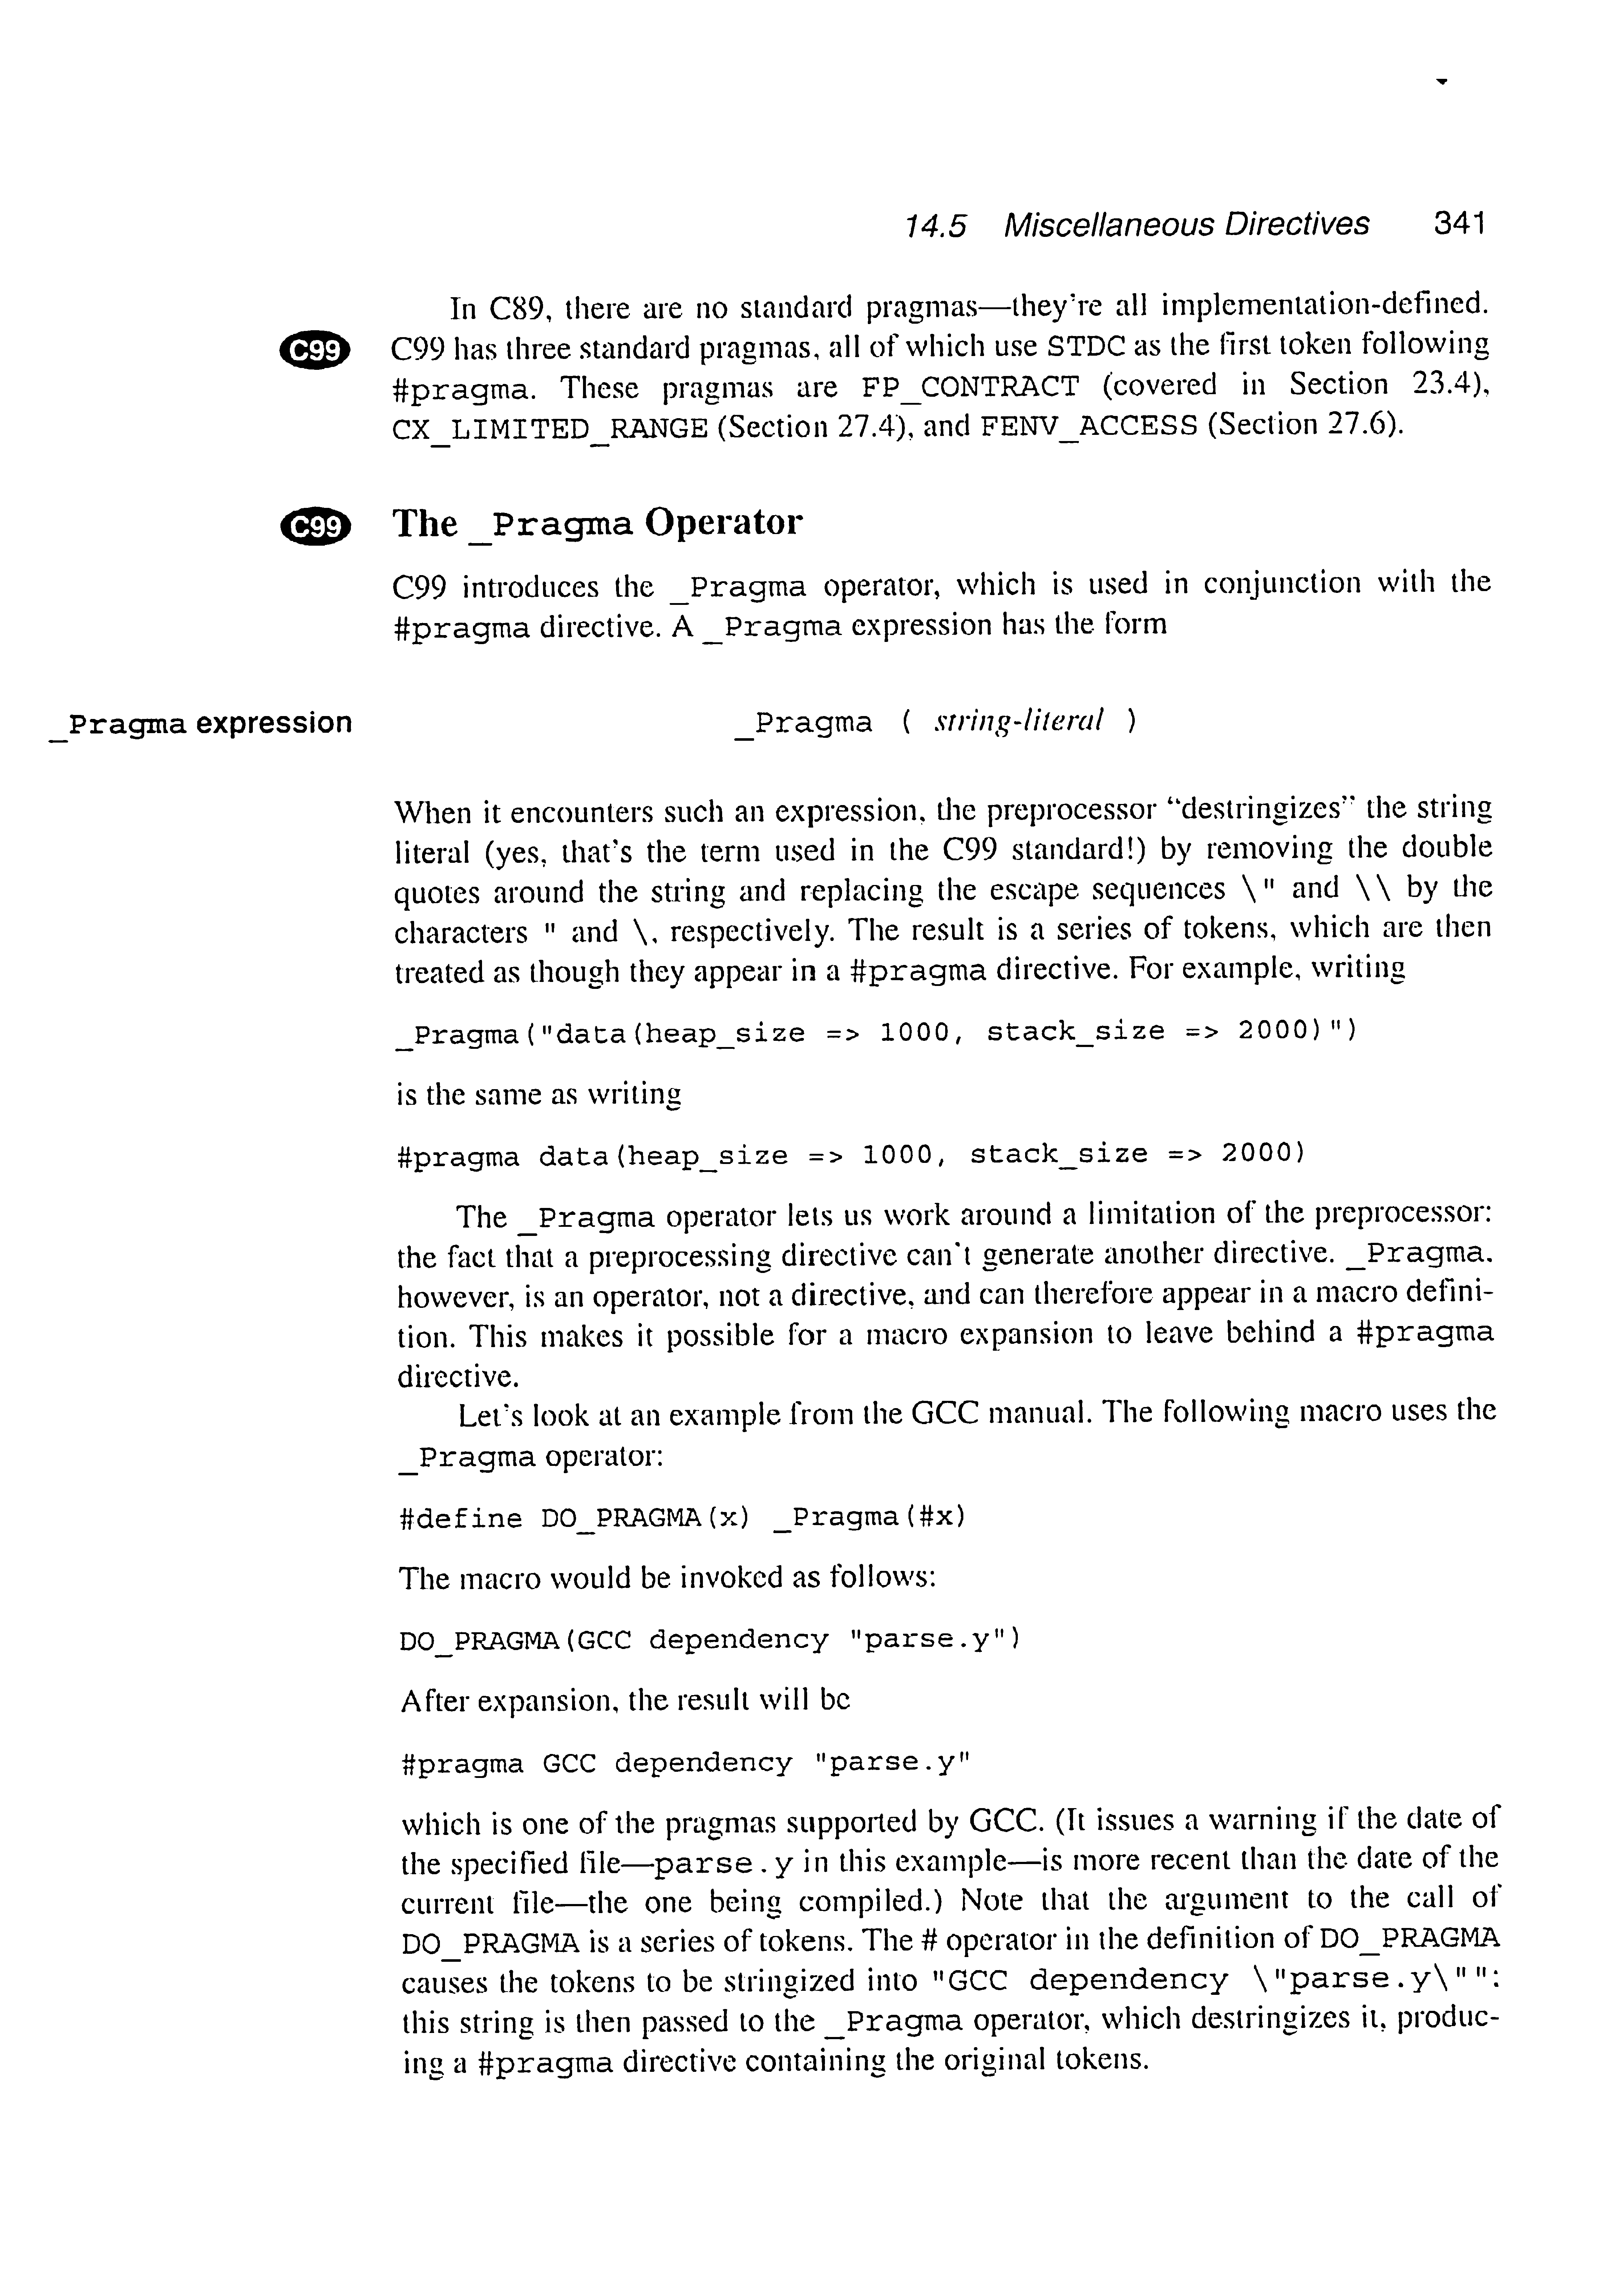 14.5 Miscellaneous Directives 341
In C89, there are no standard pragmas—they're all implementation-defined.
C99 C99 has three standard pragmas, all of which use STDC as the first token following
#pragma. These pragmas are FP_CONTRACT (covered in Section 23.4),
CX_LIMITED_RANGE (Section 27.4), and FENV_ACCESS (Section 27.6).
C99 The _Pragma Operator
C99 introduces the _Pragma operator, which is used in conjunction with the
#pragma directive. A _Pragma expression has the form
_Pragma expression _Pragma ( string-literal )
When it encounters such an expression, the preprocessor “destringizes” the string
literal (yes, that's the term used in the C99 standard!) by removing the double
quotes around the string and replacing the escape sequences \" and \\ by the
characters " and \, respectively. The result is a series of tokens, which are then
treated as though they appear in a #pragma directive. For example, writing
_Pragma("data(heap_size => 1000, stack_size => 2000)")
is the same as writing
#pragma data(heap_size => 1000, stack_size => 2000)
The _Pragma operator lets us work around a limitation of the preprocessor:
the fact that a preprocessing directive can't generate another directive. _Pragma,
however, is an operator, not a directive, and can therefore appear in a macro defini-
tion. This makes it possible for a macro expansion to leave behind a #pragma
directive.
Let's look at an example from the GCC manual. The following macro uses the
_Pragma operator:
#define DO_PRAGMA(x) _Pragma(#x)
The macro would be invoked as follows:
DO_PRAGMA(GCC dependency "parse.y")
After expansion, the result will be
#pragma GCC dependency "parse.y"
which is one of the pragmas supported by GCC. (It issues a warning if the date of
the specified file—parse.y in this example—is more recent than the date of the
current file—the one being compiled.) Note that the argument to the call of
DO_PRAGMA is a series of tokens. The # operator in the definition of DO_PRAGMA
causes the tokens to be stringized into "GCC dependency \"parse.y\"":
this string is then passed to the _Pragma operator, which destringizes it, produc-
ing a #pragma directive containing the original tokens.